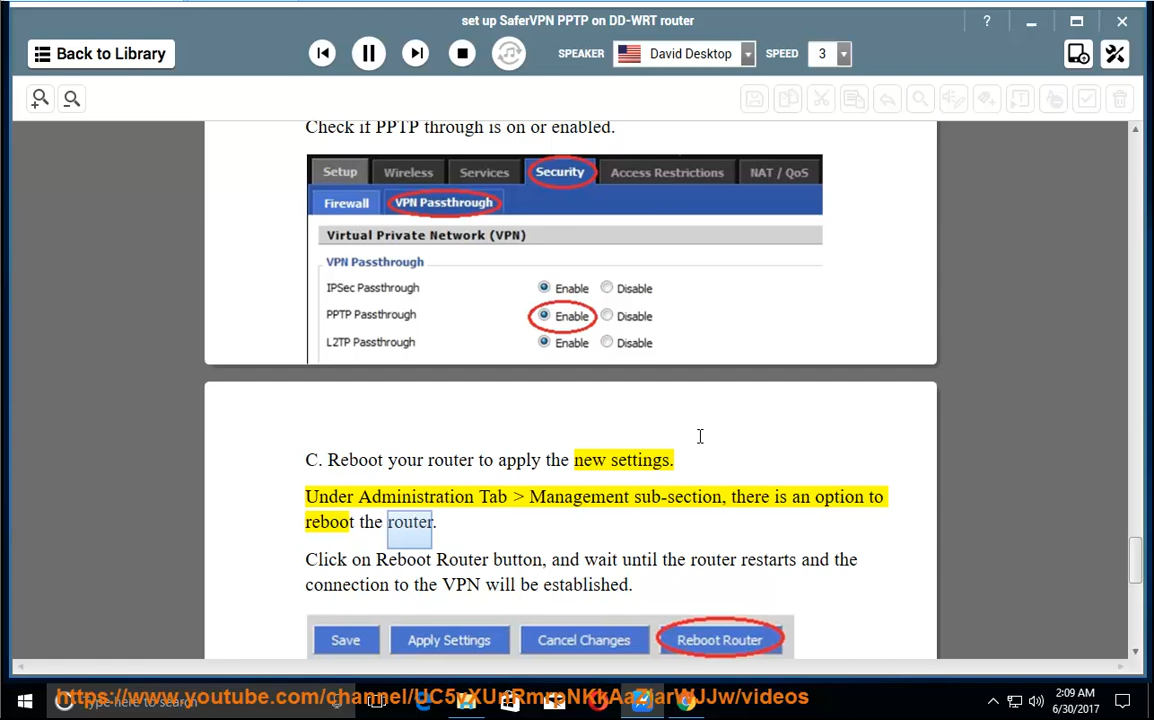 set up SaferVPN PPTP on DD-WRT router
?
Back to Library
SPEAKER
David Desktop
SPEED
3
Check if PPTP through is on or enabled.
Setup Wireless Services Security Access Restrictions NAT / QoS
Firewall VPN Passthrough
Virtual Private Network (VPN)
VPN Passthrough
IPSec Passthrough Enable Disable
PPTP Passthrough Enable Disable
L2TP Passthrough Enable Disable
C. Reboot your router to apply the new settings.
Under Administration Tab > Management sub-section, there is an option to
reboot the router.
Click on Reboot Router button, and wait until the router restarts and the
connection to the VPN will be established.
Save Apply Settings Cancel Changes Reboot Router
Type here to search
2:09 AM
6/30/2017